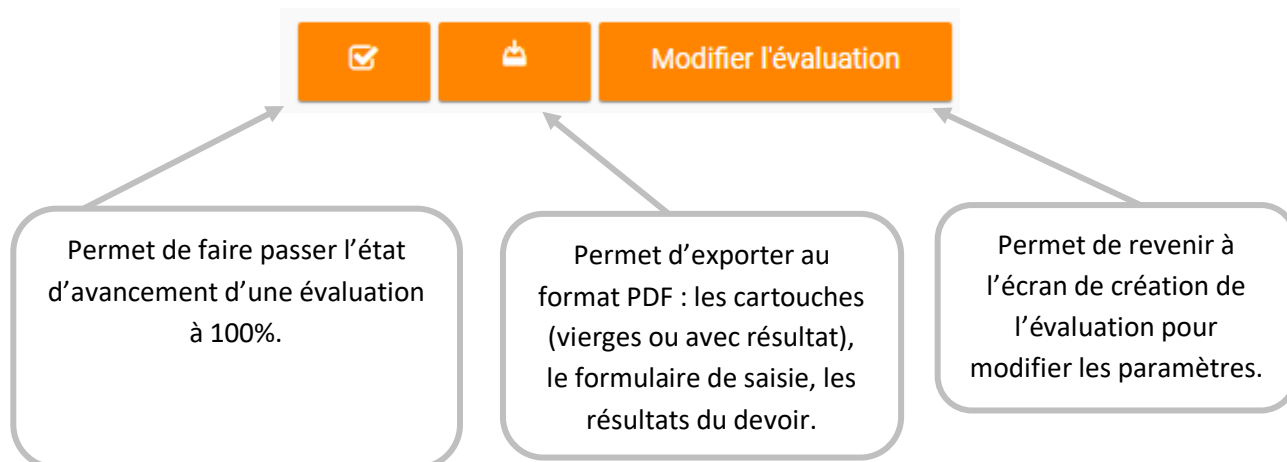 Modifier l'évaluation
Permet de faire passer l’état
d’avancement d’une évaluation
à 100%.
Permet d’exporter au
format PDF : les cartouches
(vierges ou avec résultat),
le formulaire de saisie, les
résultats du devoir.
Permet de revenir à
l’écran de création de
l’évaluation pour
modifier les paramètres.